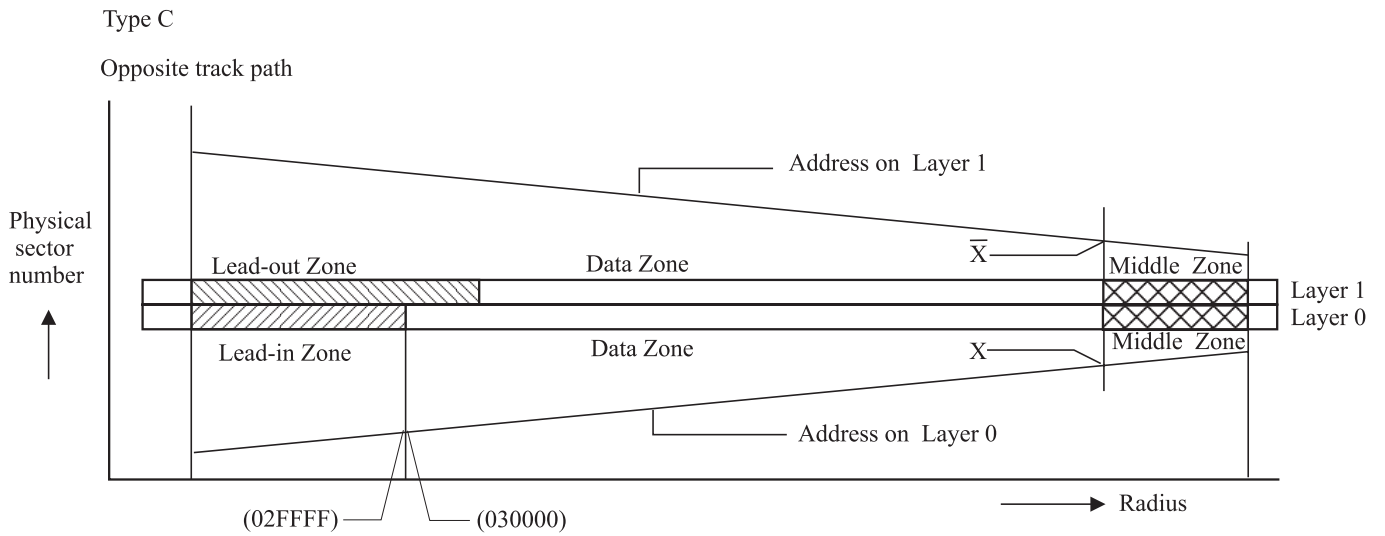 Type C
Opposite track path
Address on Layer 1
Physical
sector
number
X̅
Lead-out Zone
Data Zone
Middle Zone
Layer 1
Layer 0
Lead-in Zone
Data Zone
X
Middle Zone
Address on Layer 0
Radius
(02FFFF)
(030000)